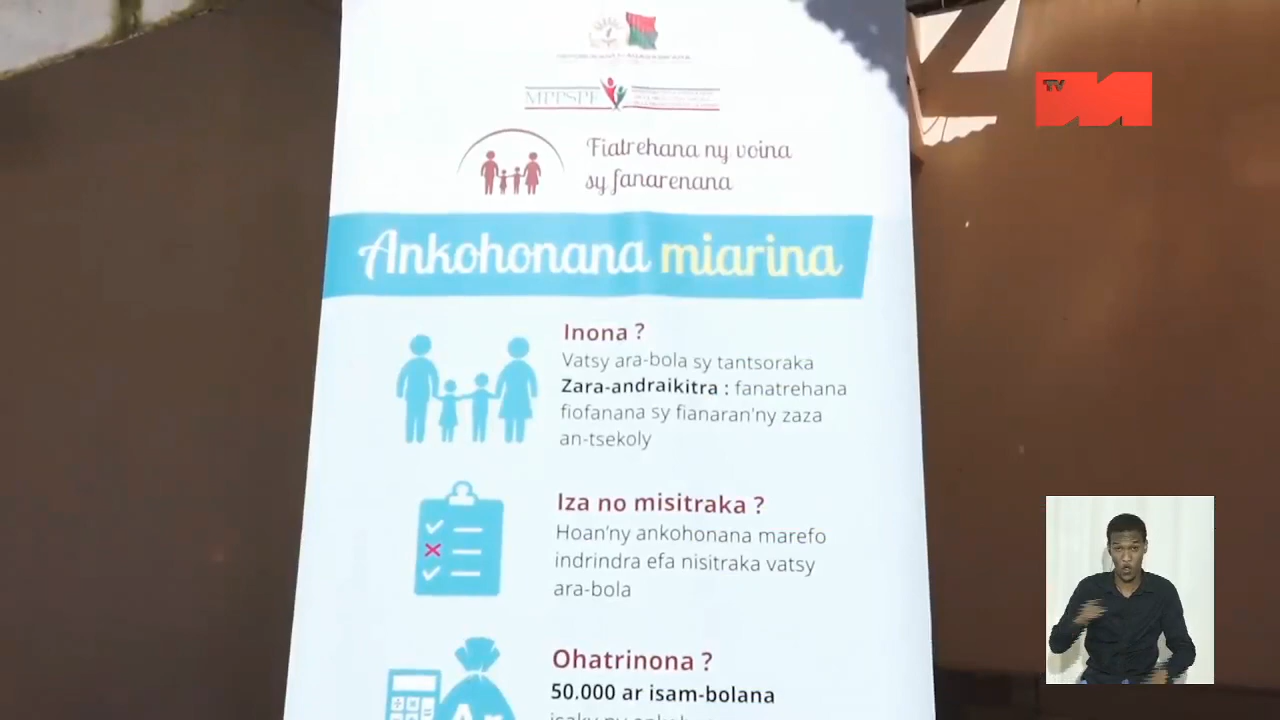 MPPSPF
Fiatrehana ny voina
sy fanarenana
Ankohonana miarina
Inona ?
Vatsy ara-bola sy tantsoraka
Zara-andraikitra : fanatrehana
fiofanana sy fianaran'ny zaza
an-tsekoly
Iza no misitraka ?
Hoan'ny ankohonana marefo
indrindra efa nisitraka vatsy
ara-bola
Ohatrinona ?
50.000 ar isam-bolana
Ar
TV